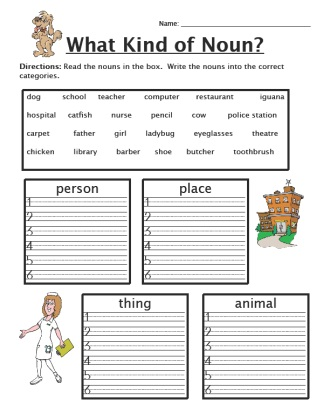 Name:
What Kind of Noun?
Directions: Read the nouns in the box. Write the nouns into the correct
categories.
dog school teacher computer restaurant iguana
hospital catfish nurse pencil cow police station
carpet father girl ladybug eyeglasses theatre
chicken library barber shoe butcher toothbrush
person
1
2
3
4
5
6
place
1
2
3
4
5
6
thing
1
2
3
4
5
6
animal
1
2
3
4
5
6